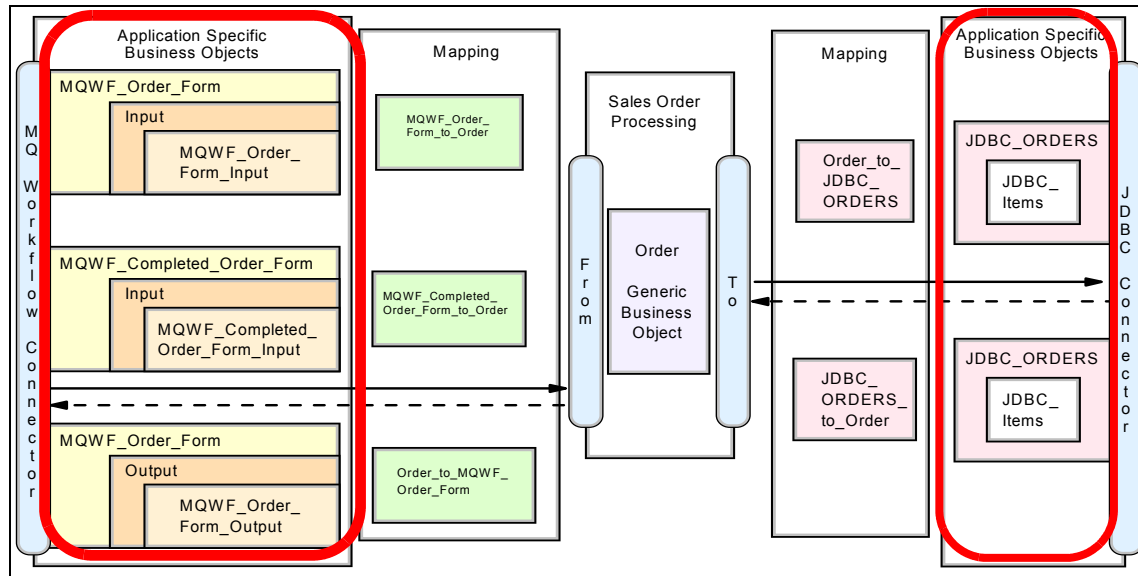 Application Specific
Business Objects
MQ Workflow Connector
MQWF_Order_Form
Input
MQWF_Order_
Form_Input
MQWF_Completed_Order_Form
Input
MQWF_Completed_
Order_Form_Input
MQWF_Order_Form
Output
MQWF_Order_
Form_Output
Mapping
MQWF_Order_
Form_to_Order
MQWF_Completed_
Order_Form_to_Order
Order_to_MQWF_
Order_Form
Sales Order
Processing
From
Order
Generic
Business
Object
To
Mapping
Order_to_
JDBC_
ORDERS
JDBC_
ORDERS_
to_Order
Application Specific
Business Objects
JDBC_ORDERS
JDBC_
Items
JDBC_ORDERS
JDBC_
Items
JDBC Connector